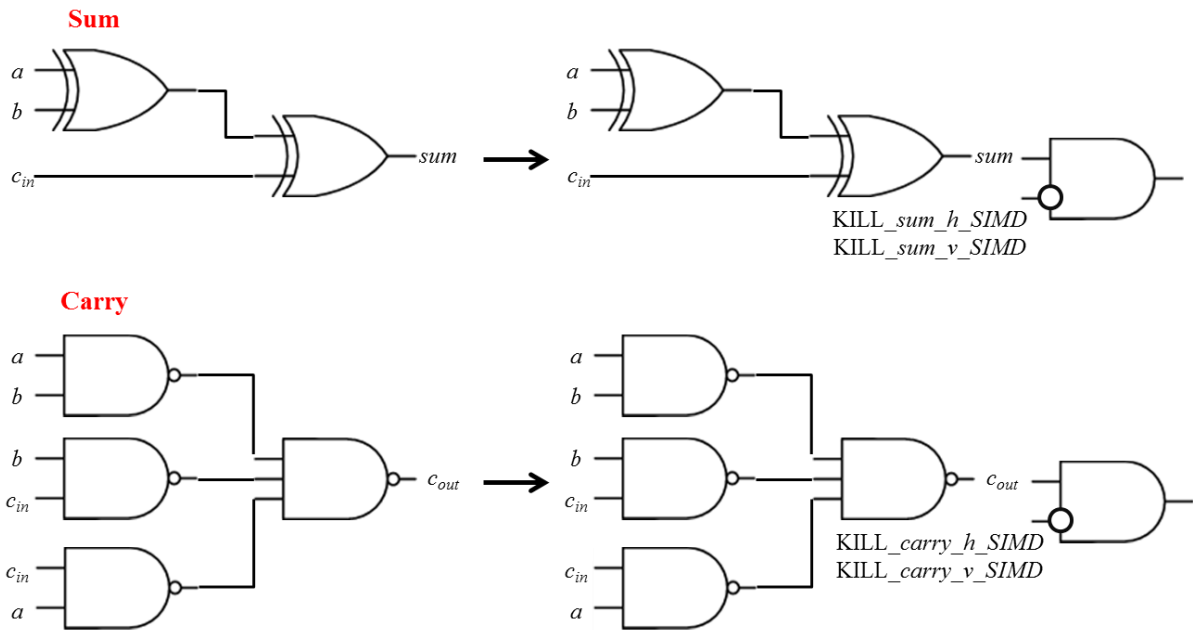 Sum
a
b
c_in
sum
a
b
c_in
sum
KILL_sum_h_SIMD
KILL_sum_v_SIMD
Carry
a
b
b
c_in
c_in
a
c_out
a
b
b
c_in
c_in
a
c_out
KILL_carry_h_SIMD
KILL_carry_v_SIMD